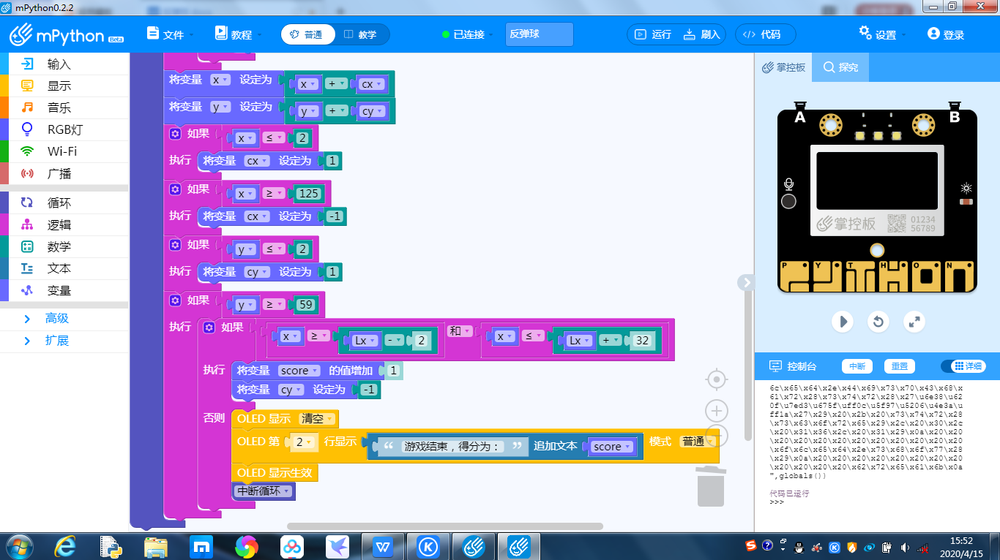 mPython0.2.2
mPython Beta
文件
教程
普通
教学
已连接
反弹球
运行
刷入
</> 代码
设置
登录
输入
显示
音乐
RGB灯
Wi-Fi
广播
循环
逻辑
数学
文本
变量
高级
扩展
将变量 x 设定为 x + cx
将变量 y 设定为 y + cy
如果 x ≤ 2
执行 将变量 cx 设定为 1
如果 x ≥ 125
执行 将变量 cx 设定为 -1
如果 y ≤ 2
执行 将变量 cy 设定为 1
如果 y ≥ 59
执行 如果 x ≥ Lx - 2 和 x ≤ Lx + 32
执行 将变量 score 的值增加 1
将变量 cy 设定为 -1
否则 OLED 显示 清空
OLED 第 2 行显示 “ 游戏结束，得分为： ” 追加文本 score 模式 普通
OLED 显示生效
中断循环
掌控板
探究
A
B
掌控板
01234
56789
P Y T H O N
控制台
中断
重置
详细
6c\x65\x64\x2e\x44\x69\x73\x70\x43\x68\x
61\x72\x28\x73\x74\x72\x28\x27\u6e38\u62
0f\u7ed3\u675f\uff0c\u5f97\u5206\u4e3a\u
ff1a\x27\x29\x20\x2b\x20\x73\x74\x72\x28
\x73\x63\x6f\x72\x65\x29\x2c\x20\x30\x2c
\x20\x31\x36\x2c\x20\x31\x29\x0a\x20\x20
\x20\x20\x20\x20\x20\x20\x20\x20\x20\x20
\x6f\x6c\x65\x64\x2e\x73\x68\x6f\x77\x28
\x29\x0a\x20\x20\x20\x20\x20\x20\x20\x20
\x20\x20\x20\x20\x62\x72\x65\x61\x6b\x0a
",globals())
代码已运行
>>>
15:52
2020/4/15